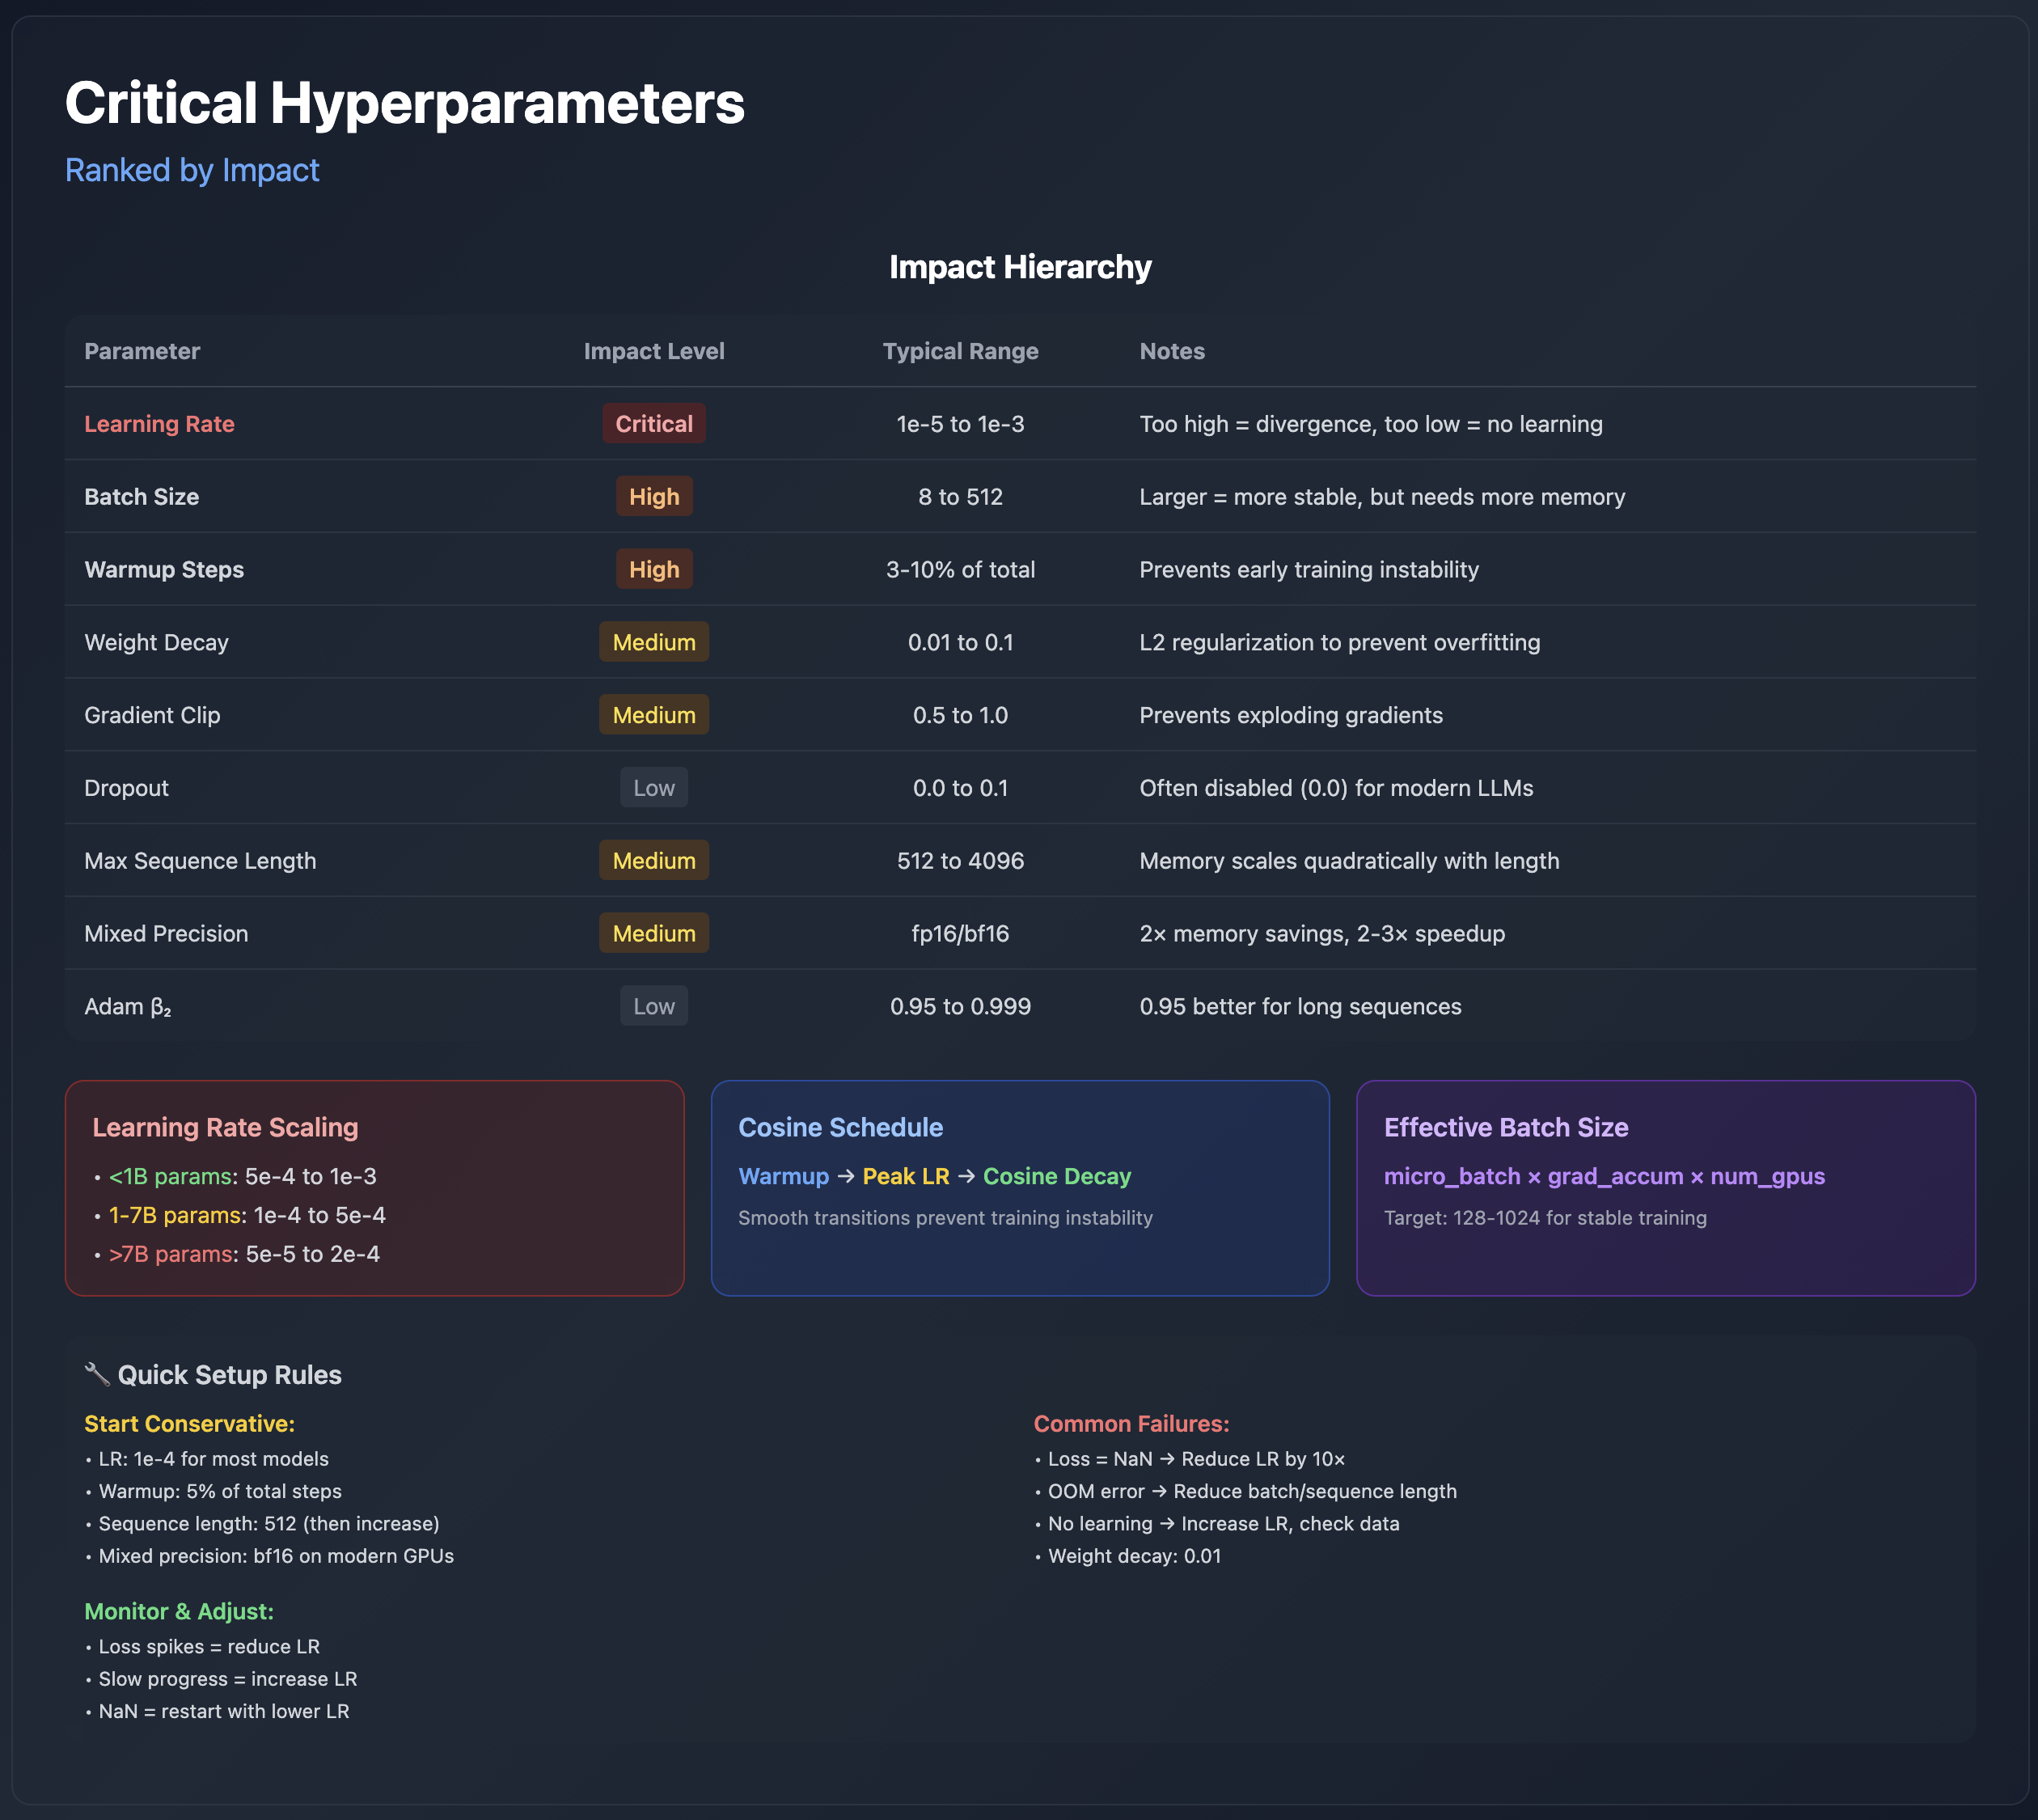 Critical Hyperparameters
Ranked by Impact
Impact Hierarchy
Parameter Impact Level Typical Range Notes
Learning Rate Critical 1e-5 to 1e-3 Too high = divergence, too low = no learning
Batch Size High 8 to 512 Larger = more stable, but needs more memory
Warmup Steps High 3-10% of total Prevents early training instability
Weight Decay Medium 0.01 to 0.1 L2 regularization to prevent overfitting
Gradient Clip Medium 0.5 to 1.0 Prevents exploding gradients
Dropout Low 0.0 to 0.1 Often disabled (0.0) for modern LLMs
Max Sequence Length Medium 512 to 4096 Memory scales quadratically with length
Mixed Precision Medium fp16/bf16 2× memory savings, 2-3× speedup
Adam β₂ Low 0.95 to 0.999 0.95 better for long sequences
Learning Rate Scaling
• <1B params: 5e-4 to 1e-3
• 1-7B params: 1e-4 to 5e-4
• >7B params: 5e-5 to 2e-4
Cosine Schedule
Warmup → Peak LR → Cosine Decay
Smooth transitions prevent training instability
Effective Batch Size
micro_batch × grad_accum × num_gpus
Target: 128-1024 for stable training
🔧 Quick Setup Rules
Start Conservative:
• LR: 1e-4 for most models
• Warmup: 5% of total steps
• Sequence length: 512 (then increase)
• Mixed precision: bf16 on modern GPUs
Common Failures:
• Loss = NaN → Reduce LR by 10×
• OOM error → Reduce batch/sequence length
• No learning → Increase LR, check data
• Weight decay: 0.01
Monitor & Adjust:
• Loss spikes = reduce LR
• Slow progress = increase LR
• NaN = restart with lower LR